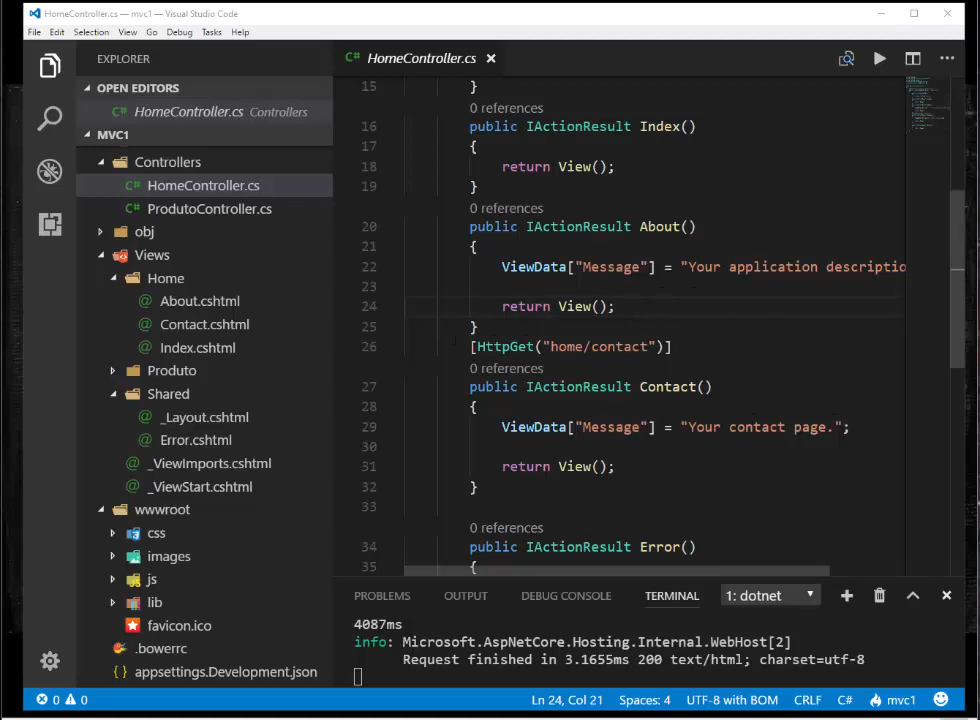 HomeController.cs — mvc1 — Visual Studio Code
File Edit Selection View Go Debug Tasks Help
EXPLORER
OPEN EDITORS
HomeController.cs Controllers
MVC1
Controllers
C# HomeController.cs
C# ProdutoController.cs
obj
Views
Home
@ About.cshtml
@ Contact.cshtml
@ Index.cshtml
Produto
Shared
@ _Layout.cshtml
@ Error.cshtml
@ _ViewImports.cshtml
@ _ViewStart.cshtml
wwwroot
css
images
js
lib
favicon.ico
.bowerrc
{ } appsettings.Development.json
C# HomeController.cs
15 }
0 references
16 public IActionResult Index()
17 {
18 return View();
19 }
0 references
20 public IActionResult About()
21 {
22 ViewData["Message"] = "Your application descriptio
23
24 return View();
25 }
26 [HttpGet("home/contact")]
0 references
27 public IActionResult Contact()
28 {
29 ViewData["Message"] = "Your contact page.";
30
31 return View();
32 }
33
0 references
34 public IActionResult Error()
35 {
PROBLEMS OUTPUT DEBUG CONSOLE TERMINAL 1: dotnet
4087ms
info: Microsoft.AspNetCore.Hosting.Internal.WebHost[2]
Request finished in 3.1655ms 200 text/html; charset=utf-8
0 0 Ln 24, Col 21 Spaces: 4 UTF-8 with BOM CRLF C# mvc1